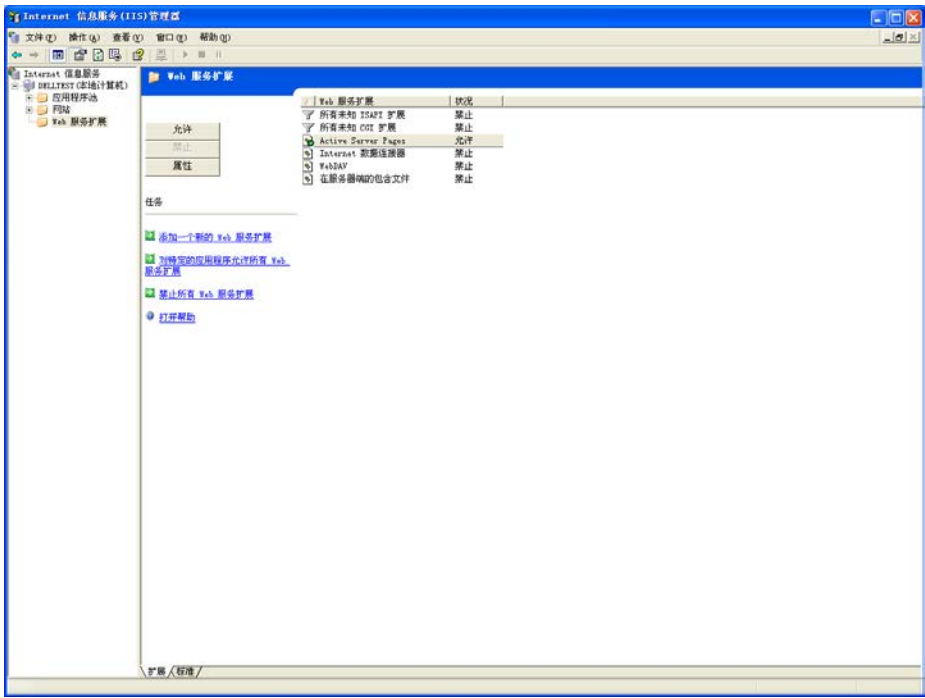 Internet 信息服务(IIS)管理器
文件(F) 操作(A) 查看(V) 窗口(W) 帮助(H)
Internet 信息服务
DELLTEST(本地计算机)
应用程序池
网站
Web 服务扩展
Web 服务扩展
允许
禁止
属性
任务
添加一个新的 Web 服务扩展
对特定的应用程序允许所有 Web
服务扩展
禁止所有 Web 服务扩展
打开帮助
Web 服务扩展 状况
所有未知 ISAPI 扩展 禁止
所有未知 CGI 扩展 禁止
Active Server Pages 允许
Internet 数据连接器 禁止
WebDAV 禁止
在服务器端的包含文件 禁止
扩展 标准